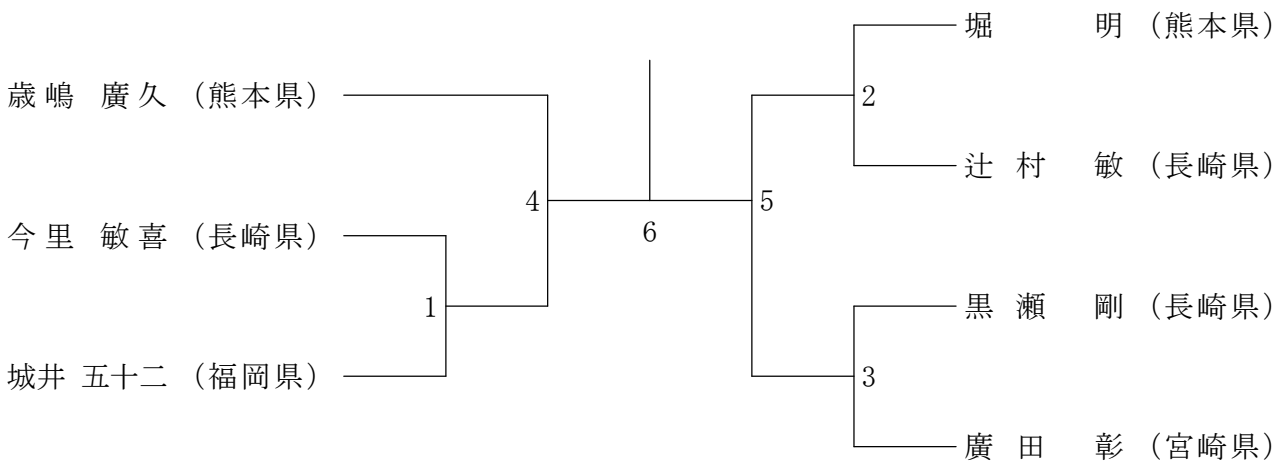 歳嶋 廣久 (熊本県)
今里 敏喜 (長崎県)
城井 五十二 (福岡県)
1
4
6
5
2
3
堀 明 (熊本県)
辻村 敏 (長崎県)
黒瀬 剛 (長崎県)
廣田 彰 (宮崎県)